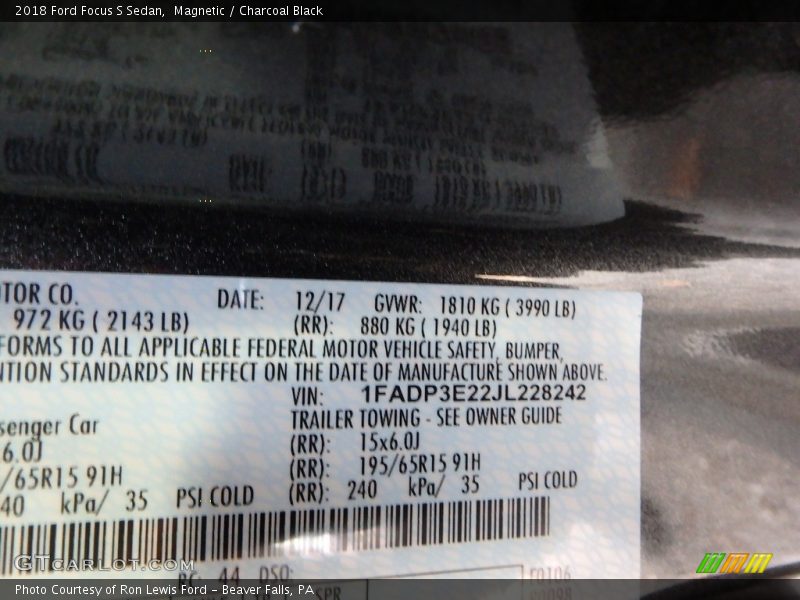 2018 Ford Focus S Sedan,  Magnetic / Charcoal Black
TOR CO. DATE: 12/17 GVWR: 1810 KG ( 3990 LB)
972 KG ( 2143 LB) (RR): 880 KG ( 1940 LB)
FORMS TO ALL APPLICABLE FEDERAL MOTOR VEHICLE SAFETY, BUMPER,
NTION STANDARDS IN EFFECT ON THE DATE OF MANUFACTURE SHOWN ABOVE.
VIN: 1FADP3E22JL228242
senger Car TRAILER TOWING - SEE OWNER GUIDE
6.0J (RR): 15x6.0J
/65R15 91H (RR): 195/65R15 91H
40 kPa/ 35 PSI COLD (RR): 240 kPa/ 35 PSI COLD
GTCarLot.com
RC: 44 DSO:
Photo Courtesy of Ron Lewis Ford - Beaver Falls, PA